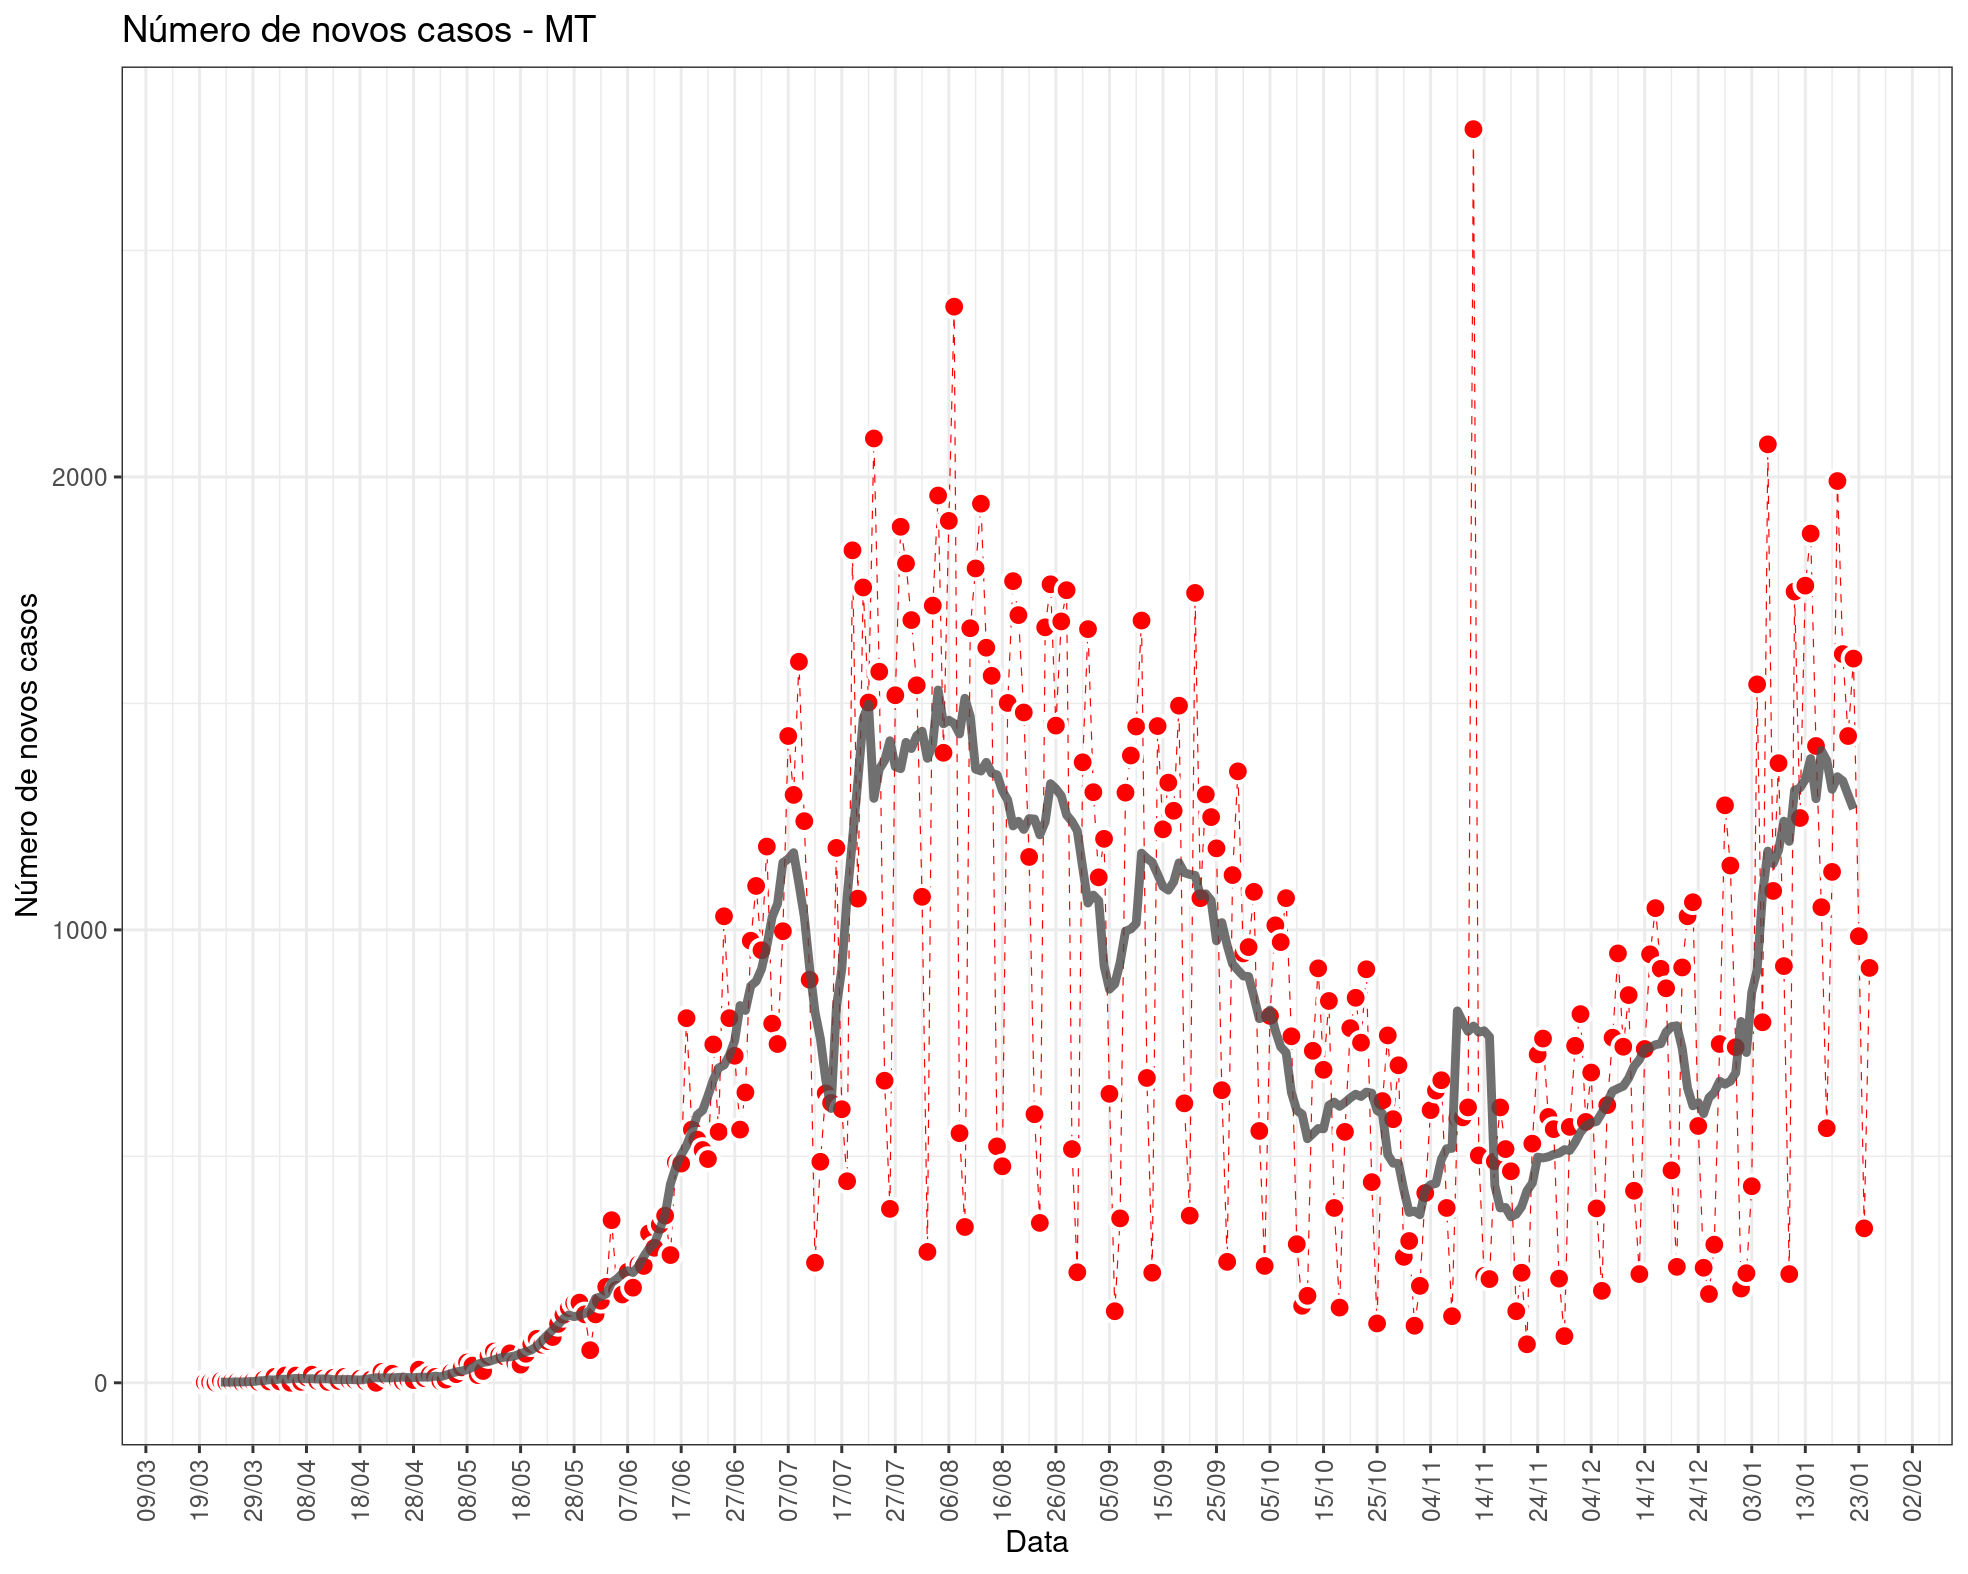 Número de novos casos - MT
Número de novos casos
2000
1000
0
09/03 19/03 29/03 08/04 18/04 28/04 08/05 18/05 28/05 07/06 17/06 27/06 07/07 17/07 27/07 06/08 16/08 26/08 05/09 15/09 25/09 05/10 15/10 25/10 04/11 14/11 24/11 04/12 14/12 24/12 03/01 13/01 23/01 02/02
Data